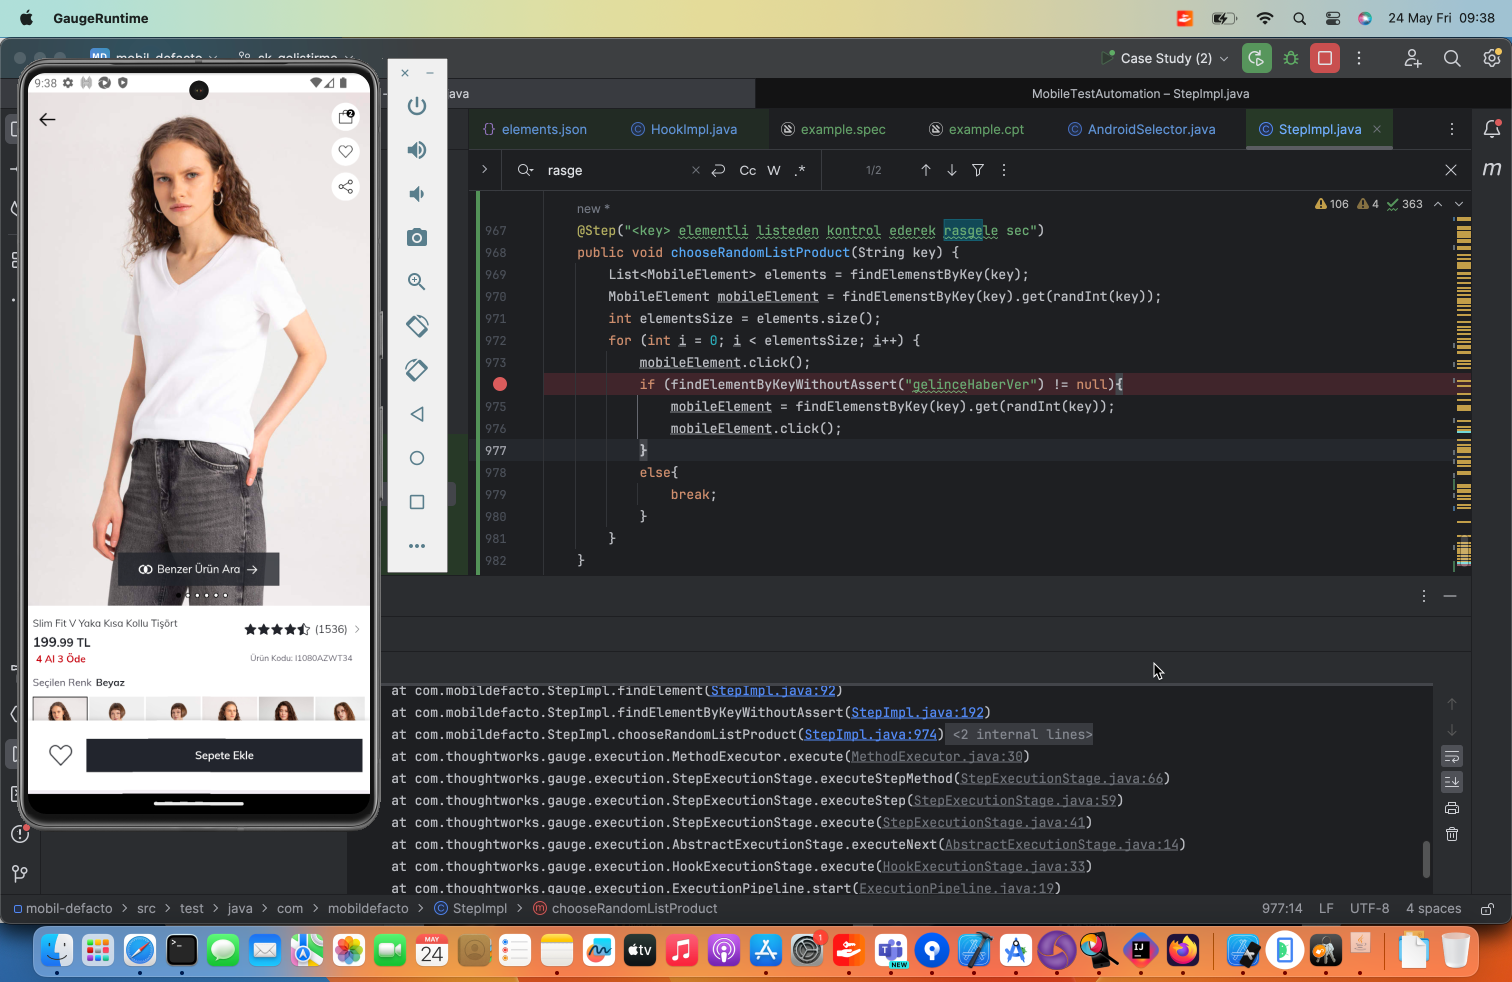 GaugeRuntime
24 May Fri 09:38
MD mobil-defacto
sk_gelistirme
Case Study (2)
ava
MobileTestAutomation – StepImpl.java
elements.json
HookImpl.java
example.spec
example.cpt
AndroidSelector.java
StepImpl.java
rasge
Cc W .*
1/2
106 4 363
new *
967 @Step("<key> elementli listeden kontrol ederek rasgele sec")
968 public void chooseRandomListProduct(String key) {
969 List<MobileElement> elements = findElemenstByKey(key);
970 MobileElement mobileElement = findElemenstByKey(key).get(randInt(key));
971 int elementsSize = elements.size();
972 for (int i = 0; i < elementsSize; i++) {
973 mobileElement.click();
if (findElementByKeyWithoutAssert("gelinceHaberVer") != null){
975 mobileElement = findElemenstByKey(key).get(randInt(key));
976 mobileElement.click();
977 }
978 else{
979 break;
980 }
981 }
982 }
9:38
2
Benzer Ürün Ara →
Slim Fit V Yaka Kısa Kollu Tişört
(1536)
199.99 TL
4 Al 3 Öde
Ürün Kodu: I1080AZWT34
Seçilen Renk Beyaz
Sepete Ekle
at com.mobildefacto.StepImpl.findElement(StepImpl.java:92)
at com.mobildefacto.StepImpl.findElementByKeyWithoutAssert(StepImpl.java:192)
at com.mobildefacto.StepImpl.chooseRandomListProduct(StepImpl.java:974) <2 internal lines>
at com.thoughtworks.gauge.execution.MethodExecutor.execute(MethodExecutor.java:30)
at com.thoughtworks.gauge.execution.StepExecutionStage.executeStepMethod(StepExecutionStage.java:66)
at com.thoughtworks.gauge.execution.StepExecutionStage.executeStep(StepExecutionStage.java:59)
at com.thoughtworks.gauge.execution.StepExecutionStage.execute(StepExecutionStage.java:41)
at com.thoughtworks.gauge.execution.AbstractExecutionStage.executeNext(AbstractExecutionStage.java:14)
at com.thoughtworks.gauge.execution.HookExecutionStage.execute(HookExecutionStage.java:33)
at com.thoughtworks.gauge.execution.ExecutionPipeline.start(ExecutionPipeline.java:19)
mobil-defacto > src > test > java > com > mobildefacto > StepImpl > chooseRandomListProduct
977:14 LF UTF-8 4 spaces
MAY
24
tv
1
NEW
IJ